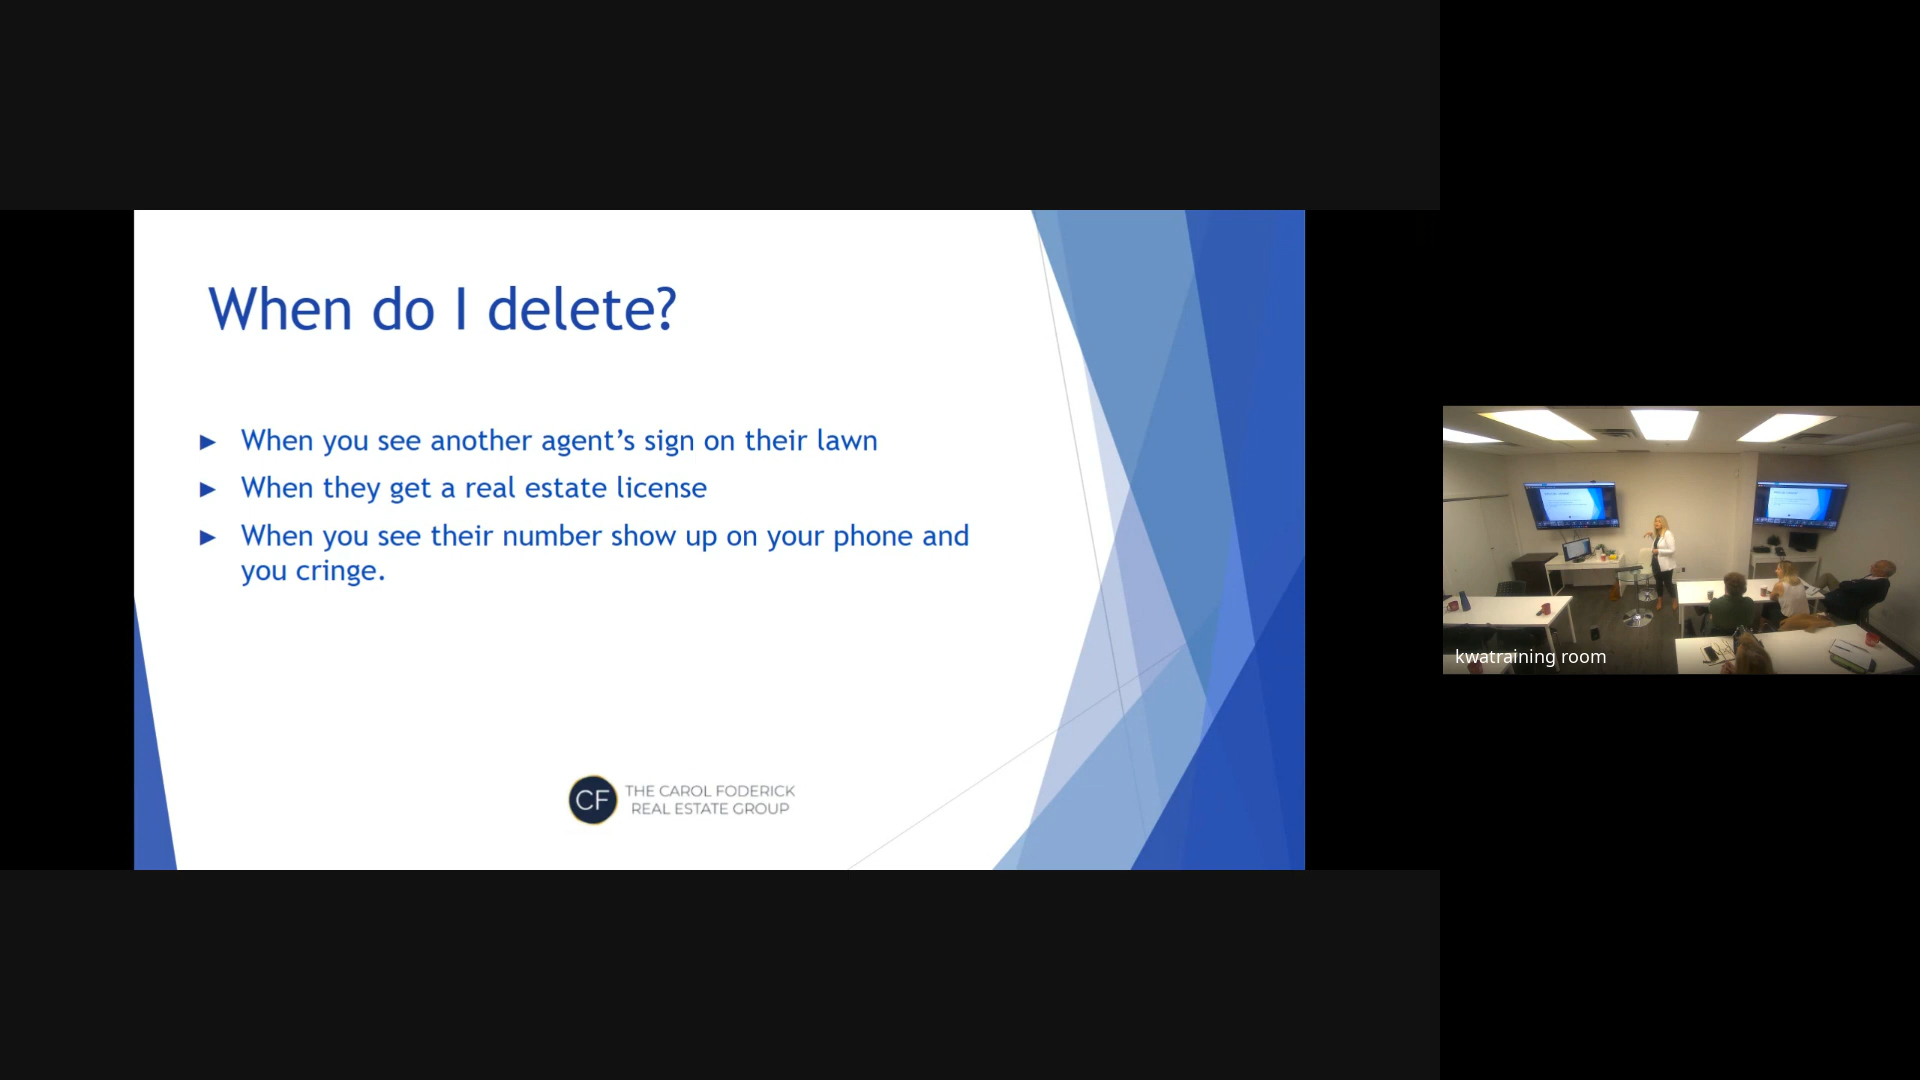 When do I delete?
► When you see another agent’s sign on their lawn
► When they get a real estate license
► When you see their number show up on your phone and
you cringe.
CF
THE CAROL FODERICK
REAL ESTATE GROUP
kwatraining room